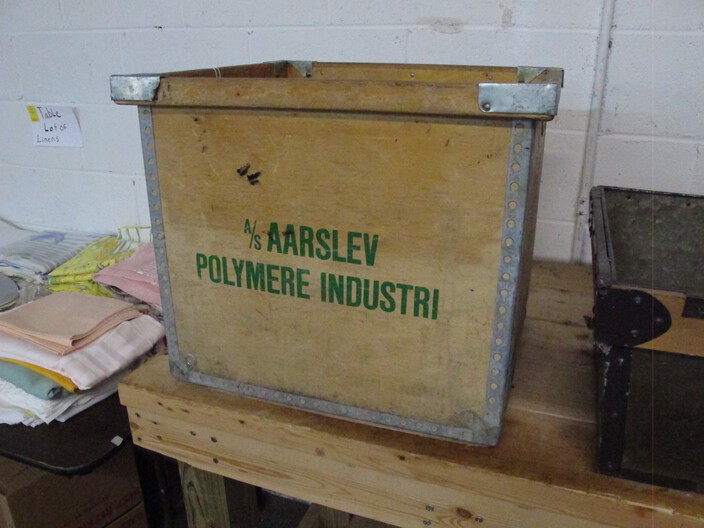 Table
Lot of
Linens
A/S AARSLEV
POLYMERE INDUSTRI